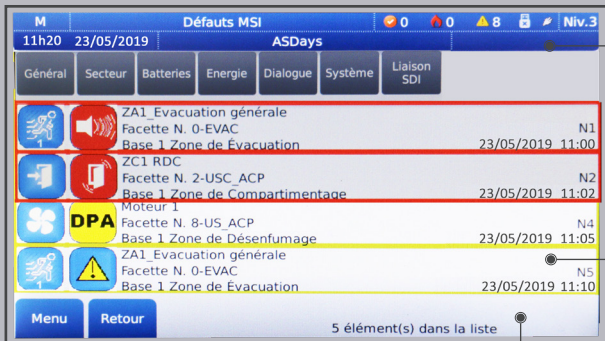 M Défauts MSI 0 0 8 Niv.3
11h20 23/05/2019 ASDays
Général Secteur Batteries Energie Dialogue Système Liaison SDI
1 ZA1_Evacuation générale
Facette N. 0-EVAC N1
Base 1 Zone de Évacuation 23/05/2019 11:00
ZC1 RDC
Facette N. 2-USC_ACP N2
Base 1 Zone de Compartimentage 23/05/2019 11:02
Moteur 1
DPA Facette N. 8-US_ACP N4
Base 1 Zone de Désenfumage 23/05/2019 11:05
ZA1_Evacuation générale
Facette N. 0-EVAC N5
1 Base 1 Zone de Évacuation 23/05/2019 11:10
Menu Retour
5 élément(s) dans la liste